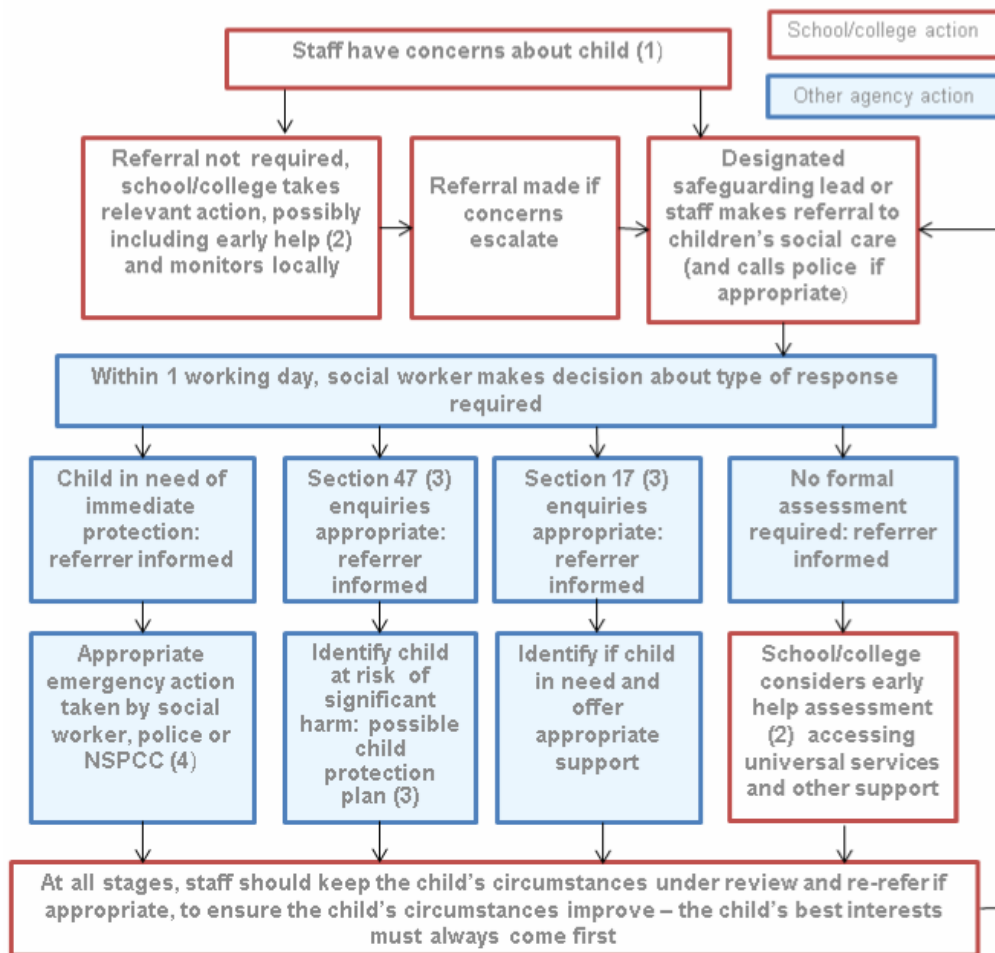 School/college action
Staff have concerns about child (1)
Other agency action
Referral not required,
school/college takes
relevant action, possibly
including early help (2)
and monitors locally
Referral made if
concerns
escalate
Designated
safeguarding lead or
staff makes referral to
children's social care
(and calls police if
appropriate)
Within 1 working day, social worker makes decision about type of response
required
Child in need of
immediate
protection:
referrer informed
Section 47 (3)
enquiries
appropriate:
referrer
informed
Section 17 (3)
enquiries
appropriate:
referrer
informed
No formal
assessment
required: referrer
informed
Appropriate
emergency action
taken by social
worker, police or
NSPCC (4)
Identify child
at risk of
significant
harm: possible
child
protection
plan (3)
Identify if child
in need and
offer
appropriate
support
School/college
considers early
help assessment
(2) accessing
universal services
and other support
At all stages, staff should keep the child's circumstances under review and re-refer if
appropriate, to ensure the child's circumstances improve – the child's best interests
must always come first